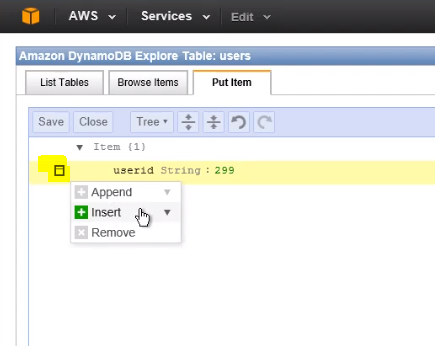 AWS Services Edit
Amazon DynamoDB Explore Table: users
List Tables Browse Items Put Item
Save Close Tree
Item {1}
userid String : 299
Append
Insert
Remove